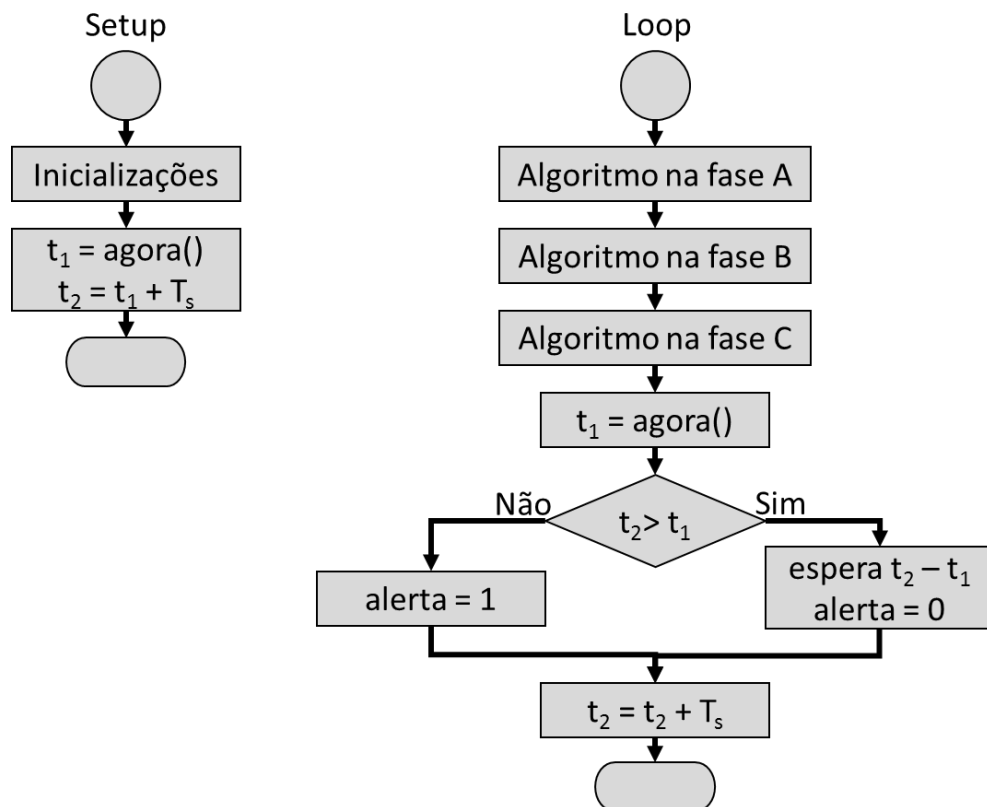 Setup
Inicializações
t₁ = agora()
t₂ = t₁ + Tₛ
Loop
Algoritmo na fase A
Algoritmo na fase B
Algoritmo na fase C
t₁ = agora()
t₂> t₁
Não
Sim
alerta = 1
espera t₂ – t₁
alerta = 0
t₂ = t₂ + Tₛ